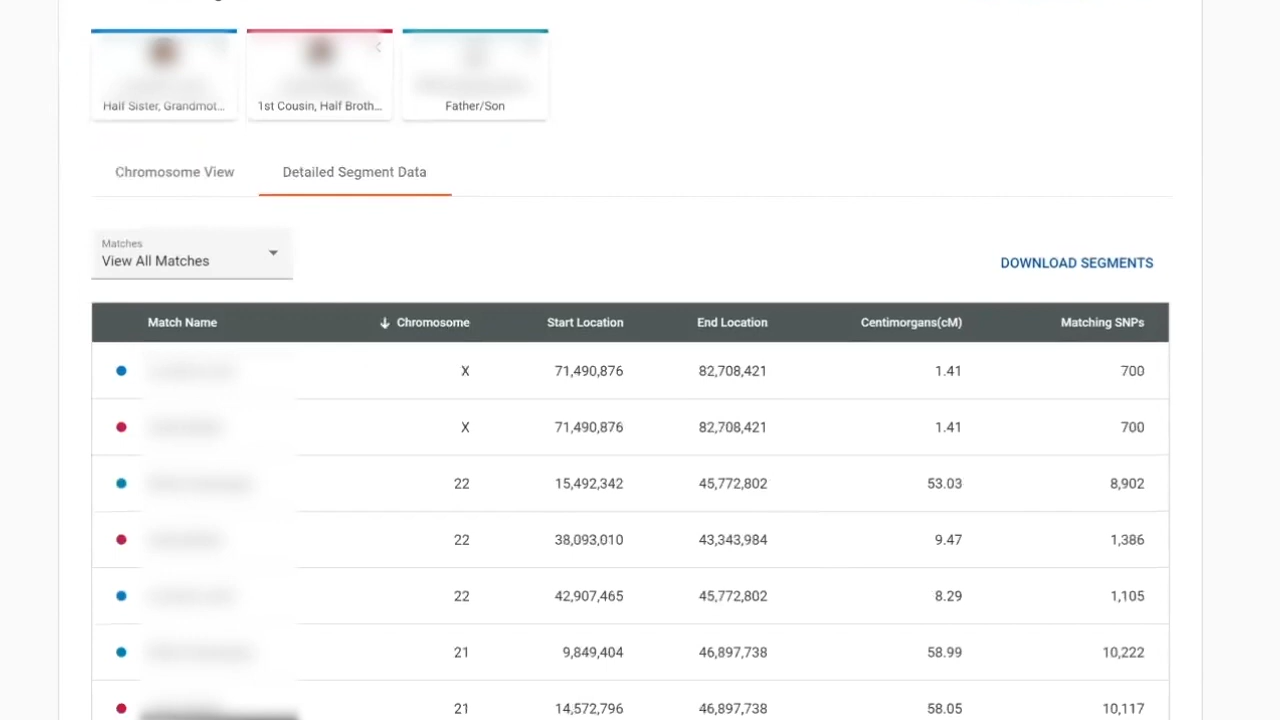 Half Sister, Grandmot... 1st Cousin, Half Broth... Father/Son
Chromosome View Detailed Segment Data
Matches
View All Matches
DOWNLOAD SEGMENTS
Match Name Chromosome Start Location End Location Centimorgans(cM) Matching SNPs
X 71,490,876 82,708,421 1.41 700
X 71,490,876 82,708,421 1.41 700
22 15,492,342 45,772,802 53.03 8,902
22 38,093,010 43,343,984 9.47 1,386
22 42,907,465 45,772,802 8.29 1,105
21 9,849,404 46,897,738 58.99 10,222
21 14,572,796 46,897,738 58.05 10,117